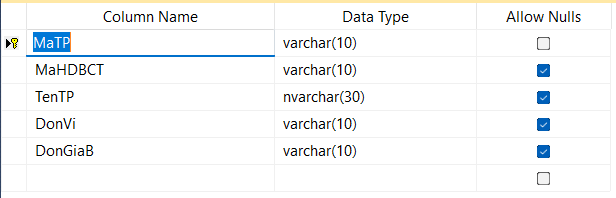 Column Name Data Type Allow Nulls
MaTP varchar(10)
MaHDBCT varchar(10)
TenTP nvarchar(30)
DonVi varchar(10)
DonGiaB varchar(10)